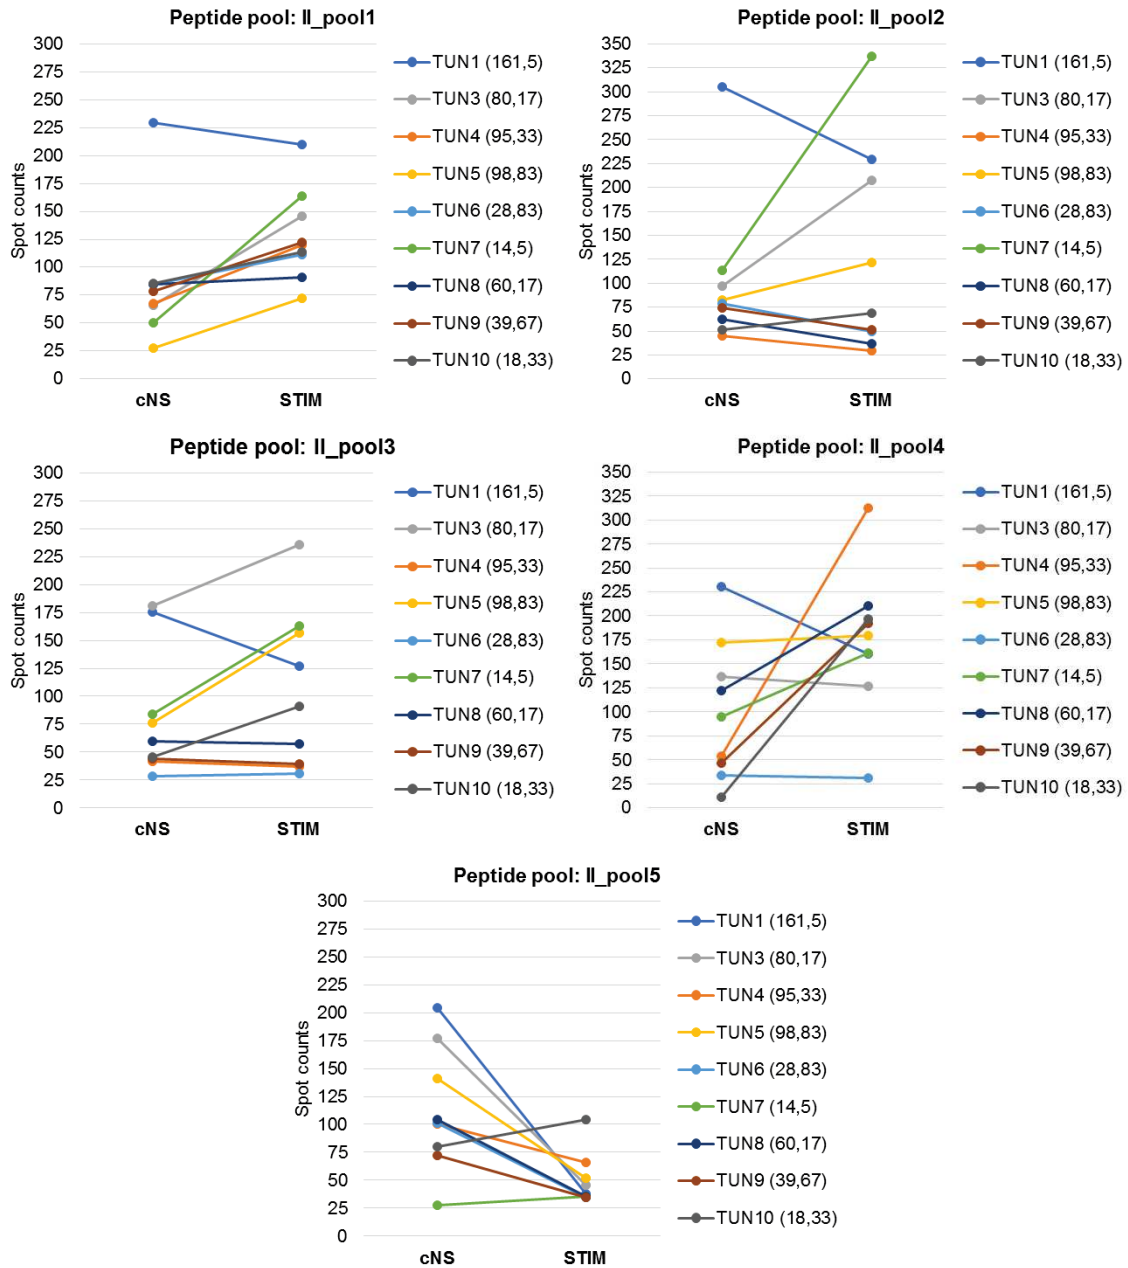 Peptide pool: II_pool1
300
275
250
225
200
175
150
125
100
75
50
25
0
Spot counts
cNS STIM
TUN1 (161,5)
TUN3 (80,17)
TUN4 (95,33)
TUN5 (98,83)
TUN6 (28,83)
TUN7 (14,5)
TUN8 (60,17)
TUN9 (39,67)
TUN10 (18,33)
Peptide pool: II_pool2
350
325
300
275
250
225
200
175
150
125
100
75
50
25
0
Spot counts
cNS STIM
TUN1 (161,5)
TUN3 (80,17)
TUN4 (95,33)
TUN5 (98,83)
TUN6 (28,83)
TUN7 (14,5)
TUN8 (60,17)
TUN9 (39,67)
TUN10 (18,33)
Peptide pool: II_pool3
300
275
250
225
200
175
150
125
100
75
50
25
0
Spot counts
cNS STIM
TUN1 (161,5)
TUN3 (80,17)
TUN4 (95,33)
TUN5 (98,83)
TUN6 (28,83)
TUN7 (14,5)
TUN8 (60,17)
TUN9 (39,67)
TUN10 (18,33)
Peptide pool: II_pool4
350
325
300
275
250
225
200
175
150
125
100
75
50
25
0
Spot counts
cNS STIM
TUN1 (161,5)
TUN3 (80,17)
TUN4 (95,33)
TUN5 (98,83)
TUN6 (28,83)
TUN7 (14,5)
TUN8 (60,17)
TUN9 (39,67)
TUN10 (18,33)
Peptide pool: II_pool5
300
275
250
225
200
175
150
125
100
75
50
25
0
Spot counts
cNS STIM
TUN1 (161,5)
TUN3 (80,17)
TUN4 (95,33)
TUN5 (98,83)
TUN6 (28,83)
TUN7 (14,5)
TUN8 (60,17)
TUN9 (39,67)
TUN10 (18,33)